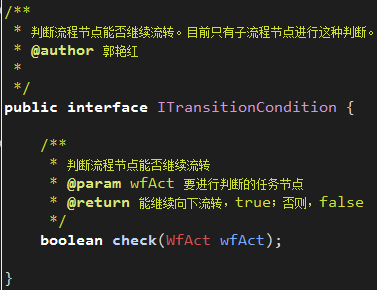 /**
 * 判断流程节点能否继续流转。目前只有子流程节点进行这种判断。
 * @author 郭艳红
 *
 */
public interface ITransitionCondition {
/**
 * 判断流程节点能否继续流转
 * @param wfAct 要进行判断的任务节点
 * @return 能继续向下流转，true；否则，false
 */
boolean check(WfAct wfAct);
}